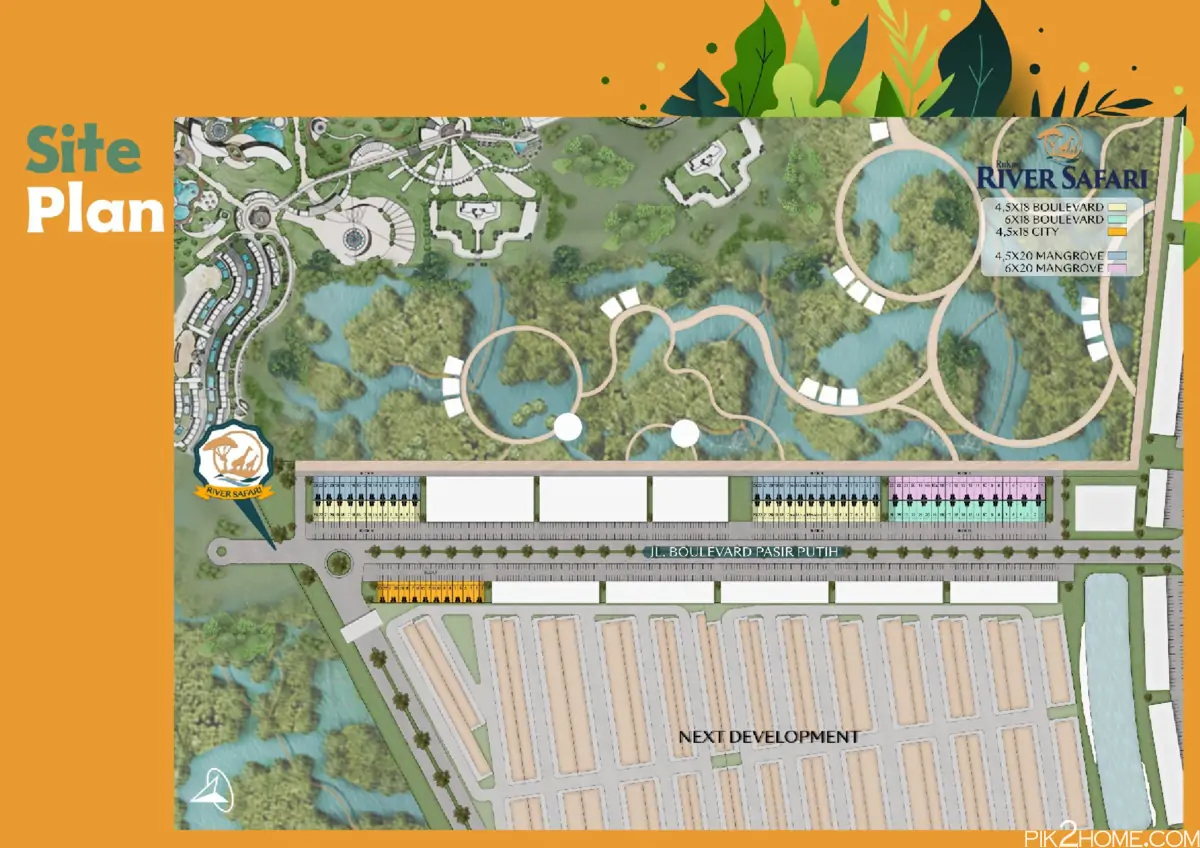 Site
Plan
Ruko
RIVER SAFARI
4,5X18 BOULEVARD
6X18 BOULEVARD
4,5x18 CITY
4,5X20 MANGROVE
6X20 MANGROVE
RIVER SAFARI
JL. BOULEVARD PASIR PUTIH
NEXT DEVELOPMENT
PIK2HOME.COM